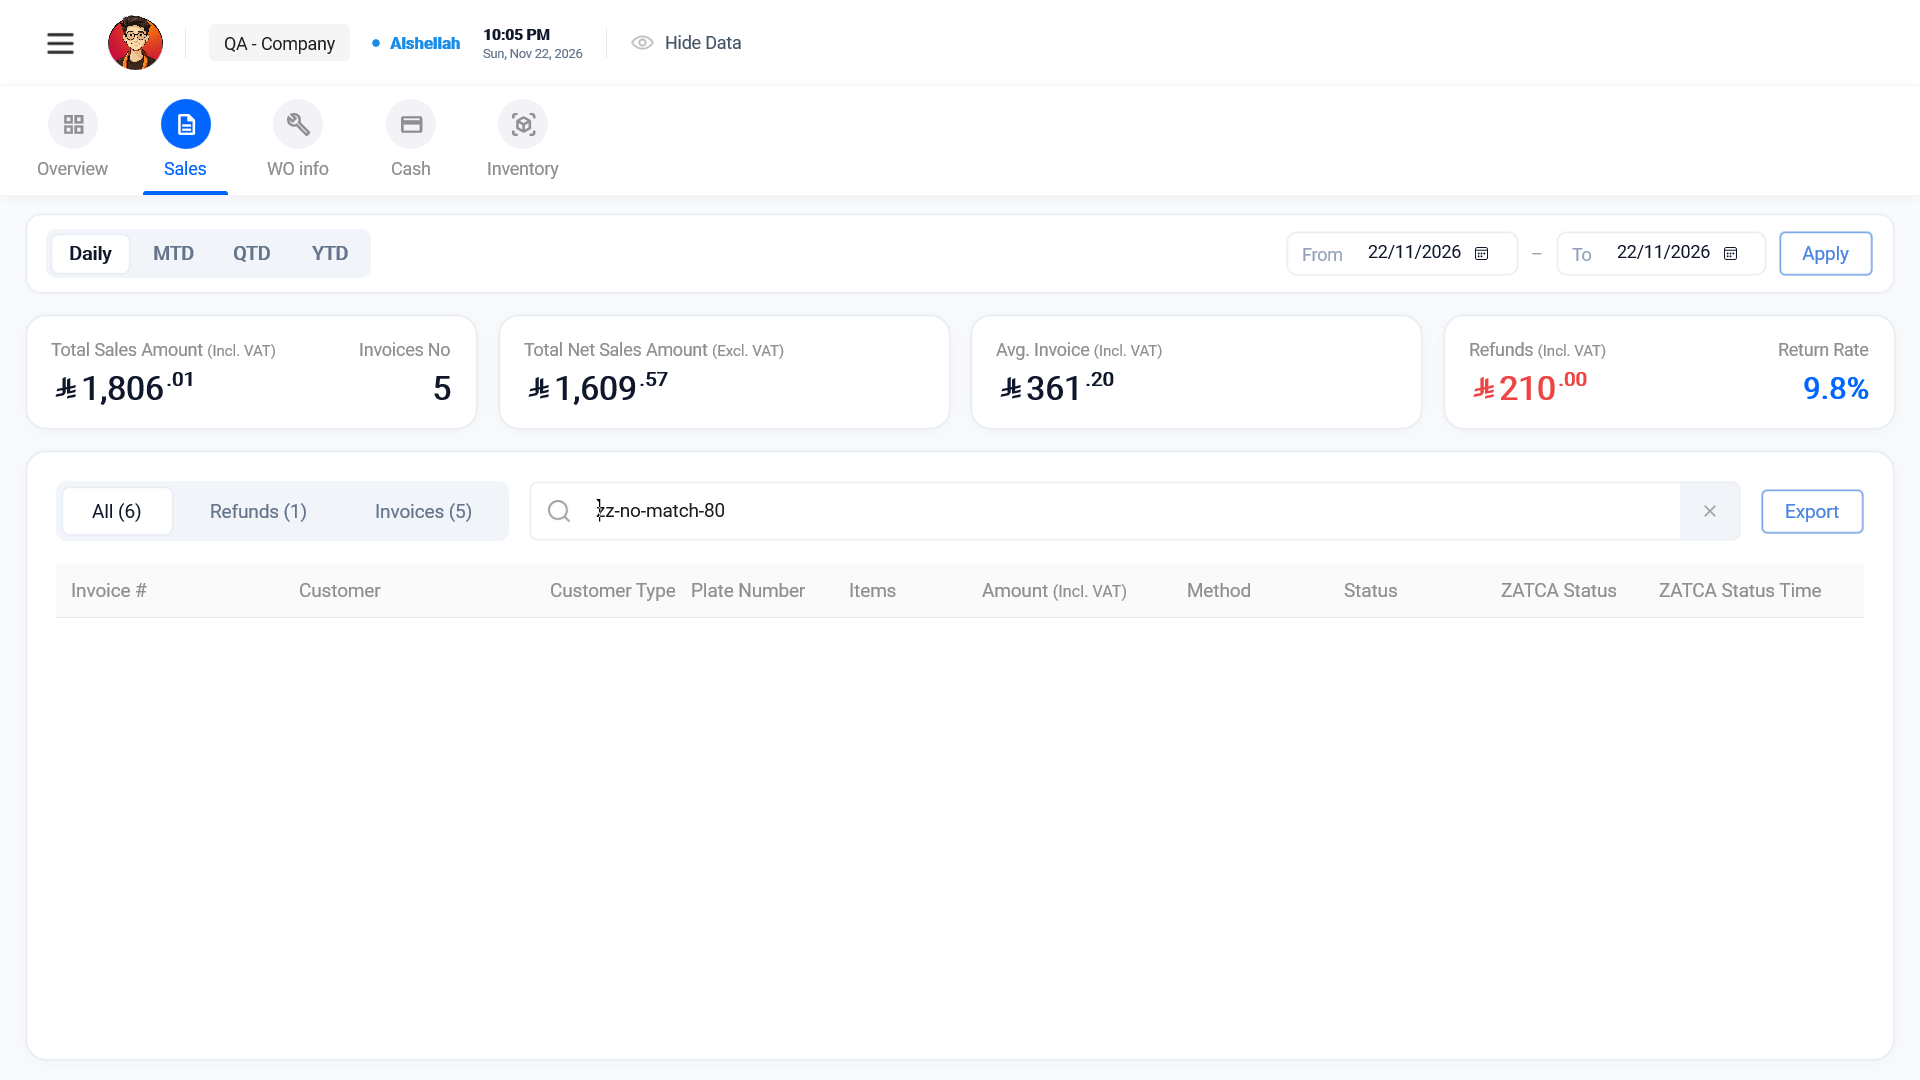 QA - Company
Alshellah
10:05 PM
Sun, Nov 22, 2026
Hide Data
Overview
Sales
WO info
Cash
Inventory
Daily
MTD
QTD
YTD
From 22/11/2026
–
To 22/11/2026
Apply
Total Sales Amount (Incl. VAT)
1,806.01
Invoices No
5
Total Net Sales Amount (Excl. VAT)
1,609.57
Avg. Invoice (Incl. VAT)
361.20
Refunds (Incl. VAT)
210.00
Return Rate
9.8%
All (6)
Refunds (1)
Invoices (5)
zz-no-match-80
Export
Invoice #
Customer
Customer Type
Plate Number
Items
Amount (Incl. VAT)
Method
Status
ZATCA Status
ZATCA Status Time